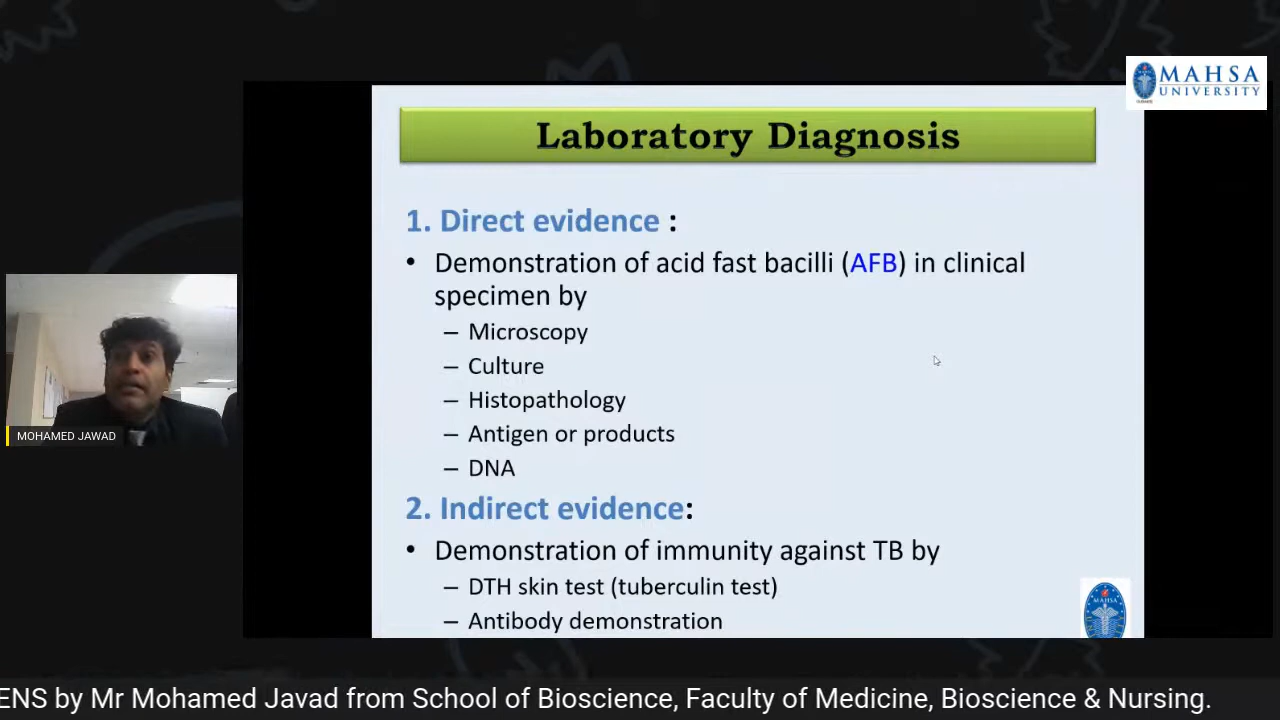 MAHSA
UNIVERSITY
Laboratory Diagnosis
1. Direct evidence :
• Demonstration of acid fast bacilli (AFB) in clinical
specimen by
– Microscopy
– Culture
– Histopathology
– Antigen or products
– DNA
2. Indirect evidence:
• Demonstration of immunity against TB by
– DTH skin test (tuberculin test)
– Antibody demonstration
MAHSA
MOHAMED JAWAD
ENS by Mr Mohamed Javad from School of Bioscience, Faculty of Medicine, Bioscience & Nursing.